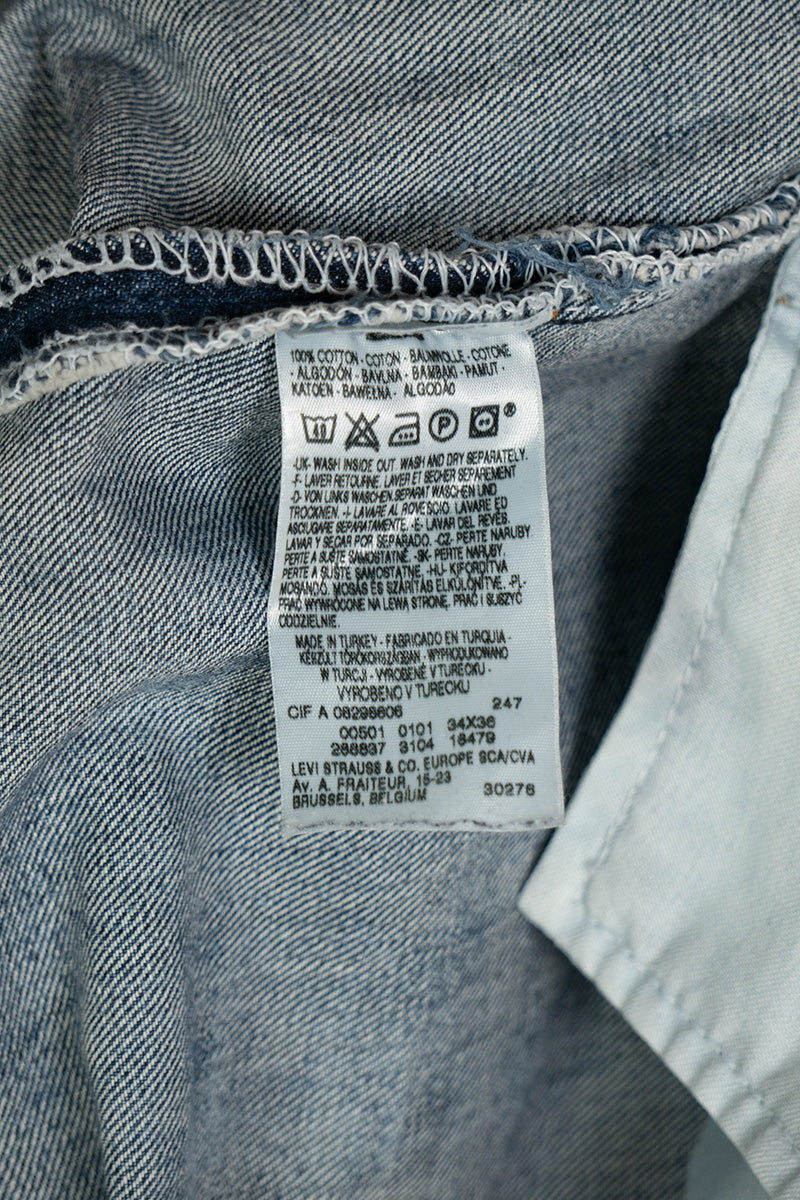 100% COTTON - COTON - BAUMWOLLE - COTONE
- ALGODÓN - BAVLNA - BAMBAKI - PAMUT -
KATOEN - BAWEŁNA - ALGODÃO
40 P ®
-UK- WASH INSIDE OUT. WASH AND DRY SEPARATELY.
-F- LAVER RETOURNE. LAVER ET SECHER SEPAREMENT
-D- VON LINKS WASCHEN.SEPARAT WASCHEN UND
TROCKNEN. -I- LAVARE AL ROVESCIO. LAVARE ED
ASCIUGARE SEPARATAMENTE. -E- LAVAR DEL REVÉS.
LAVAR Y SECAR POR SEPARADO. -CZ- PERTE NARUBY
PERTE A SUŠTE SAMOSTATNĚ. -SK- PERTE NARUBY.
PERTE A SUŠTE SAMOSTATNE. -HU- KIFORDÍTVA
MOSANDÓ. MOSÁS ÉS SZÁRÍTÁS ELKÜLÖNÍTVE. -PL-
PRAĆ WYWRÓCONE NA LEWĄ STRONĘ. PRAĆ I SUSZYĆ
ODDZIELNIE.
MADE IN TURKEY - FABRICADO EN TURQUIA -
KÉSZÜLT TÖRÖKORSZÁGBAN - WYPRODUKOWANO
W TURCJI - VYROBENÉ V TURECKU -
VYROBENO V TURECKU
CIF A 08298606 247
00501 0101 34X36
288837 3104 18479
LEVI STRAUSS & CO. EUROPE SCA/CVA
Av. A. FRAITEUR, 15-23
BRUSSELS, BELGIUM 30276